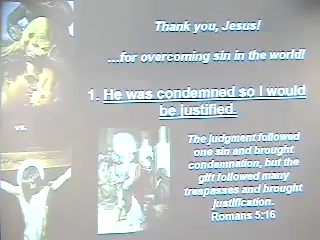 Thank you, Jesus!
...for overcoming sin in the world!
1. He was condemned so I would
be justified.
vs.
The judgment followed
one sin and brought
condemnation, but the
gift followed many
trespasses and brought
justification.
Romans 5:16